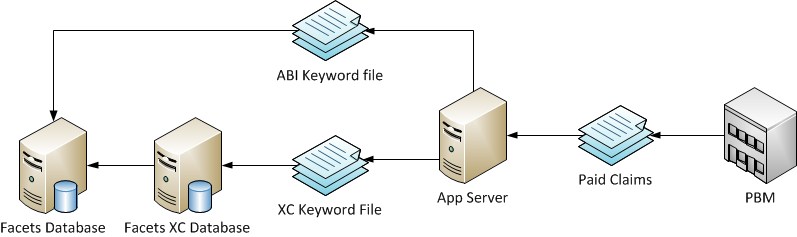 ABI Keyword file
Paid Claims
PBM
App Server
XC Keyword File
Facets Database
Facets XC Database